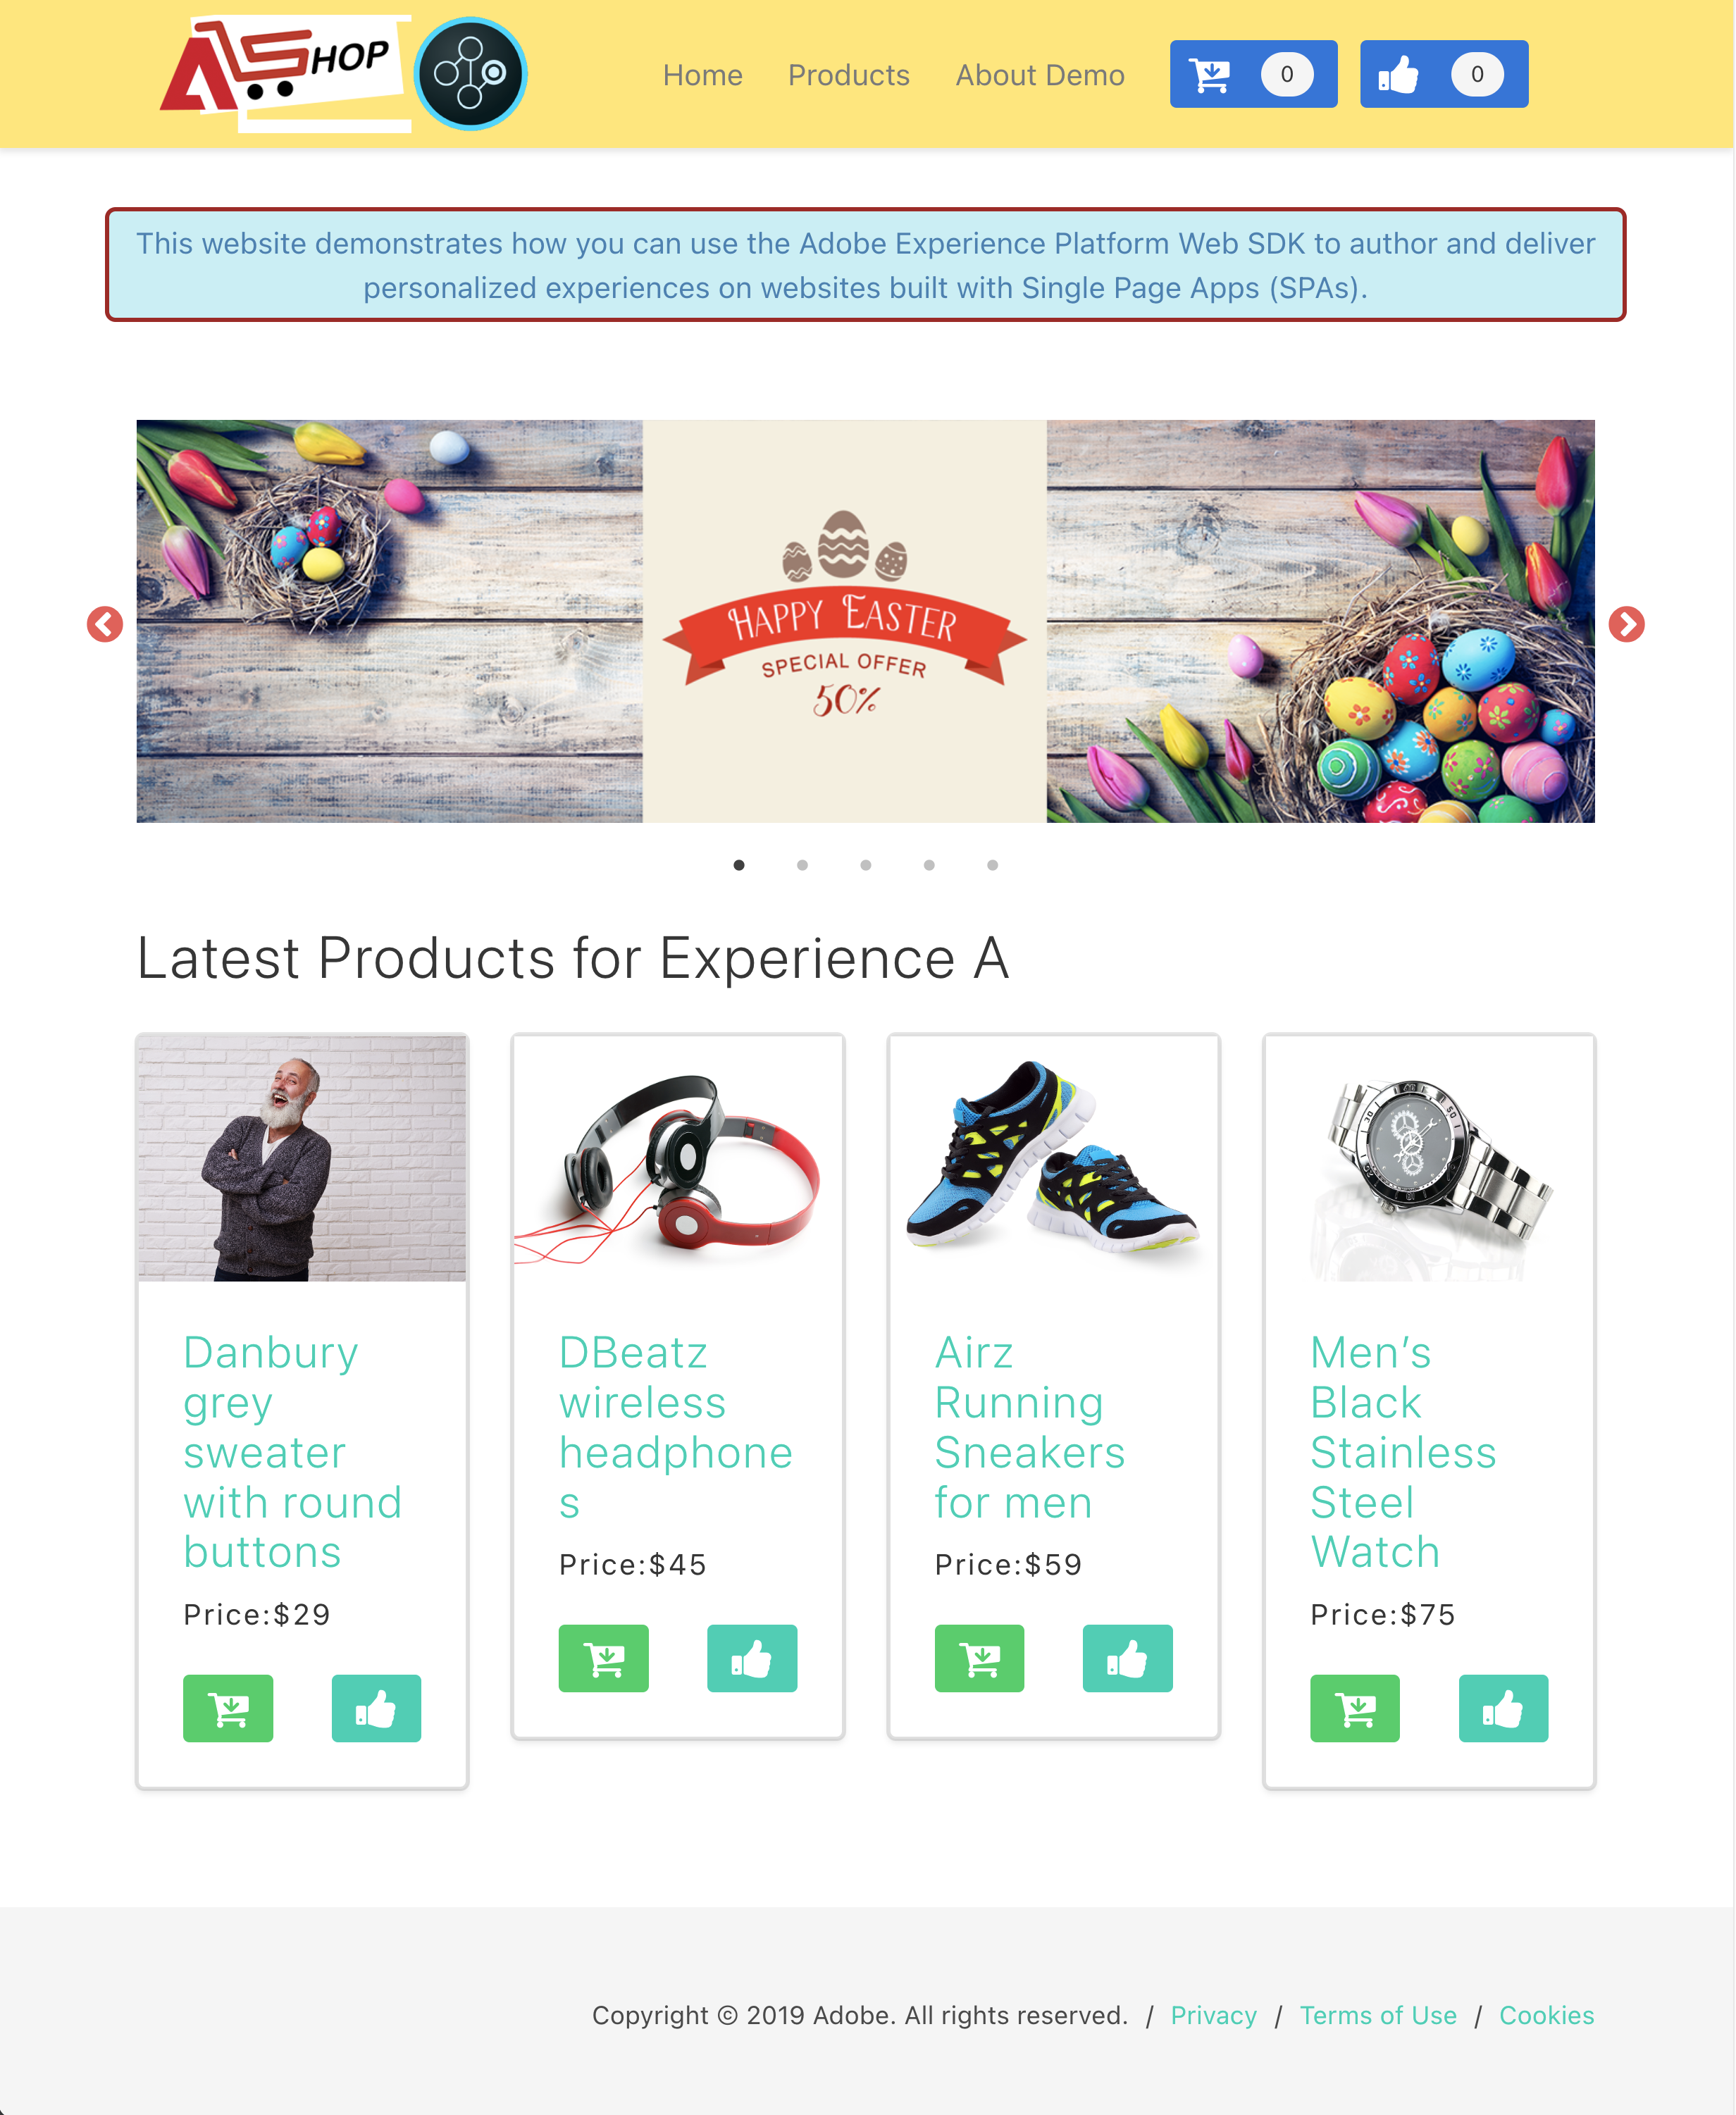 ASHOP
Home
Products
About Demo
0
0
This website demonstrates how you can use the Adobe Experience Platform Web SDK to author and deliver
personalized experiences on websites built with Single Page Apps (SPAs).
HAPPY EASTER
SPECIAL OFFER
50%
Latest Products for Experience A
Danbury
grey
sweater
with round
buttons
Price:$29
DBeatz
wireless
headphone
s
Price:$45
Airz
Running
Sneakers
for men
Price:$59
Men’s
Black
Stainless
Steel
Watch
Price:$75
Copyright © 2019 Adobe. All rights reserved. / Privacy / Terms of Use / Cookies